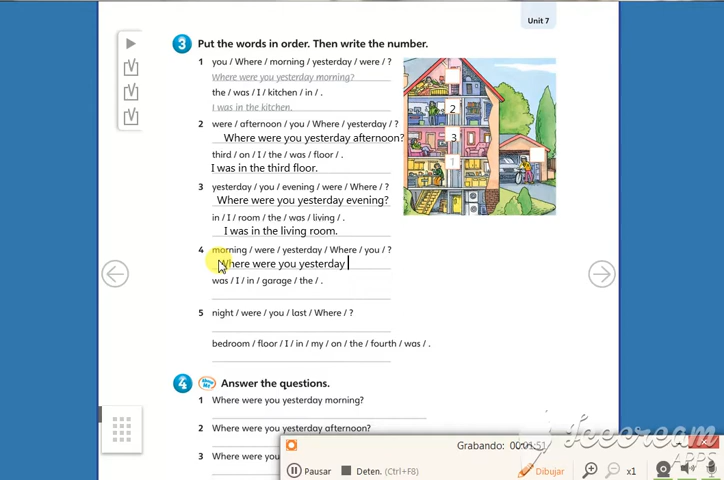 Unit 7
3 Put the words in order. Then write the number.
1 you / Where / morning / yesterday / were / ?
Where were you yesterday morning?
the / was / I / kitchen / in / .
I was in the kitchen.
2 were / afternoon / you / Where / yesterday / ?
Where were you yesterday afternoon?
third / on / I / the / was / floor / .
I was in the third floor.
3 yesterday / you / evening / were / Where / ?
Where were you yesterday evening?
in / I / room / the / was / living / .
I was in the living room.
4 morning / were / yesterday / Where / you / ?
Where were you yesterday
was / I / in / garage / the / .
5 night / were / you / last / Where / ?
bedroom / floor / I / in / my / on / the / fourth / was / .
2
3
1
4 Answer the questions.
1 Where were you yesterday morning?
2 Where were you yesterday afternoon?
3 Where were you
Grabando: 00:01:51
Pausar
Deten. (Ctrl+F8)
Dibujar
x1
Icecream
APPS